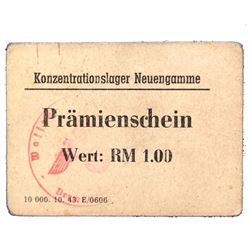 Konzentrationslager Neuengamme
Prämienschein
Wert: RM 1.00
10 000. 10. 43. E/0606